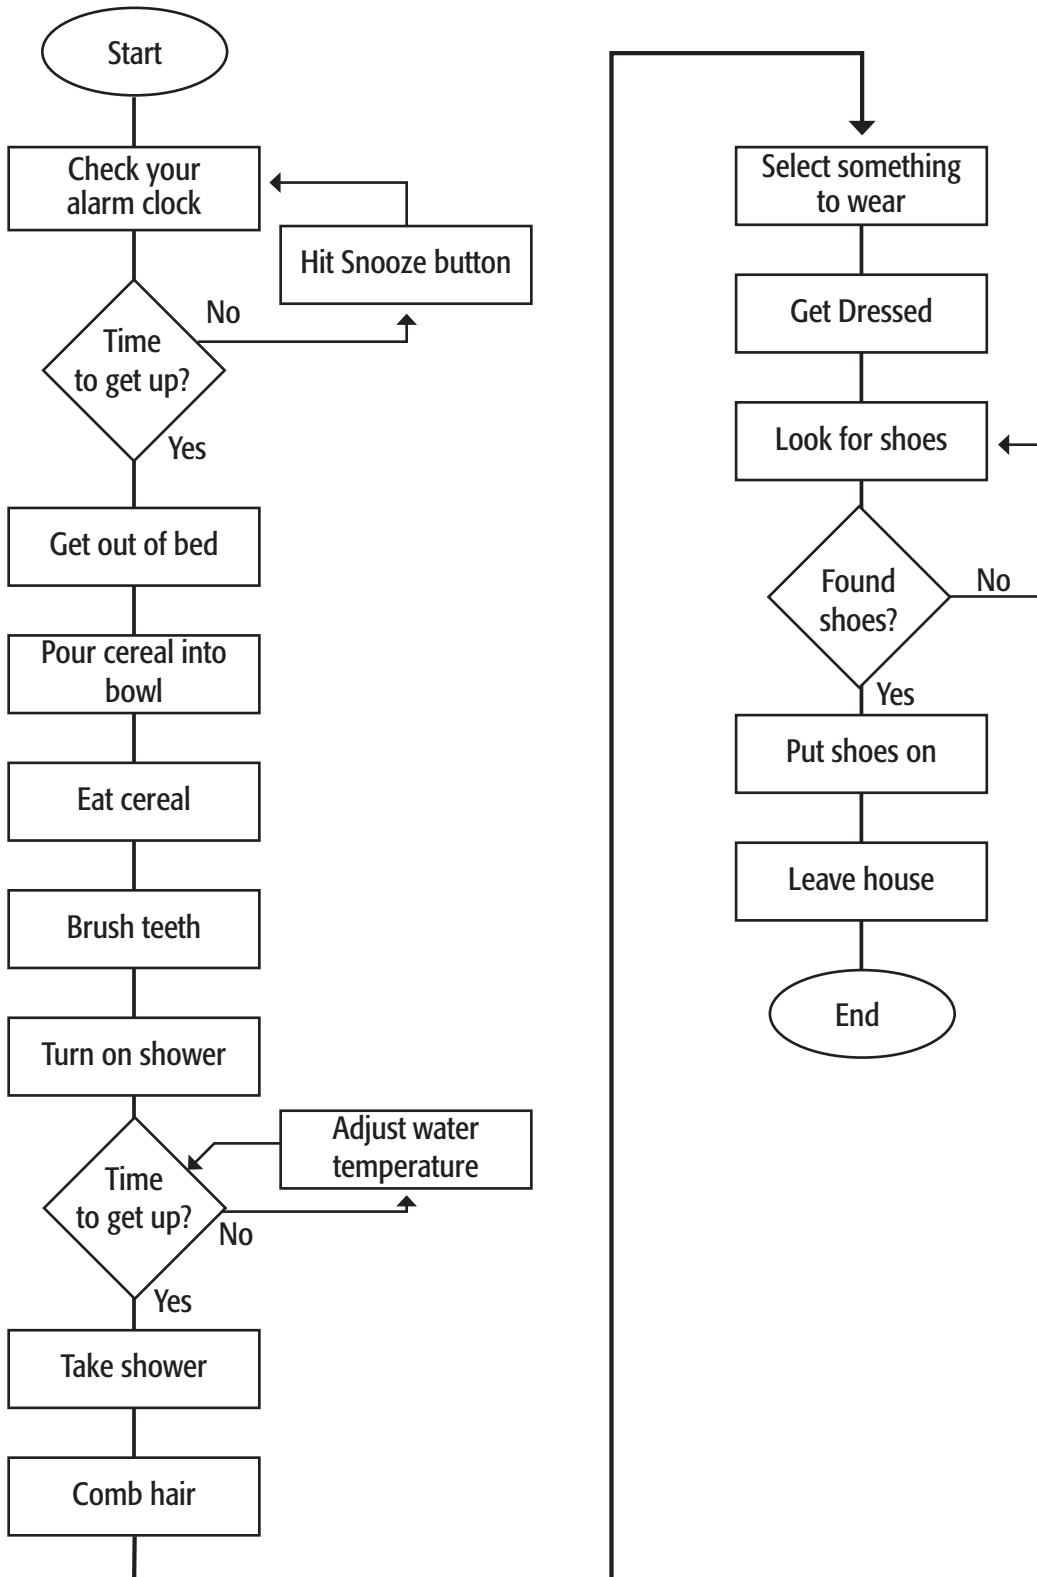 Start
Check your
alarm clock
Hit Snooze button
No
Time
to get up?
Yes
Get out of bed
Pour cereal into
bowl
Eat cereal
Brush teeth
Turn on shower
Adjust water
temperature
Time
to get up?
No
Yes
Take shower
Comb hair
Select something
to wear
Get Dressed
Look for shoes
Found
shoes?
No
Yes
Put shoes on
Leave house
End